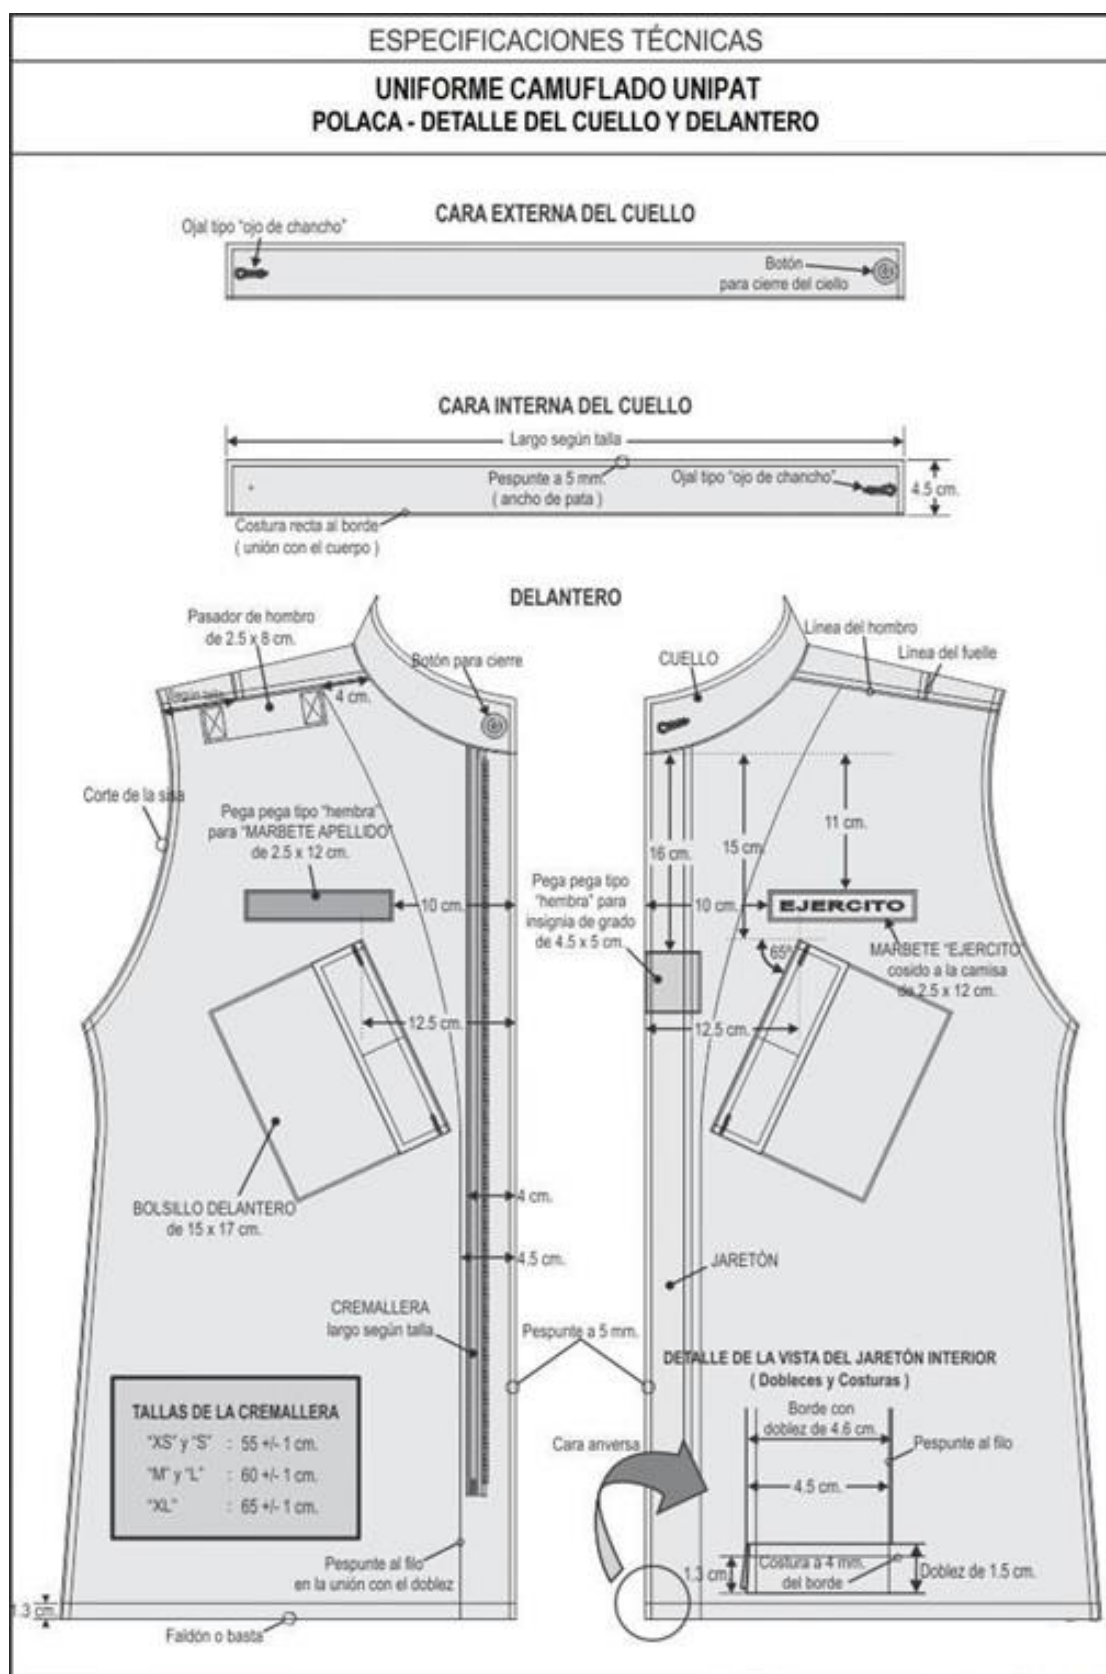 ESPECIFICACIONES TÉCNICAS
UNIFORME CAMUFLADO UNIPAT
POLACA - DETALLE DEL CUELLO Y DELANTERO
CARA EXTERNA DEL CUELLO
Ojal tipo "ojo de chancho"
Botón
para cierre del ciello
CARA INTERNA DEL CUELLO
Largo según talla
Pespunte a 5 mm.
( ancho de pata )
Ojal tipo "ojo de chancho"
4.5 cm.
Costura recta al borde
( unión con el cuerpo )
DELANTERO
Pasador de hombro
de 2.5 x 8 cm.
Según talla
4 cm.
Botón para cierre
CUELLO
Línea del hombro
Línea del fuelle
Corte de la sisa
Pega pega tipo "hembra"
para "MARBETE APELLIDO"
de 2.5 x 12 cm.
10 cm.
12.5 cm.
Pega pega tipo
"hembra" para
insignia de grado
de 4.5 x 5 cm.
16 cm.
15 cm
11 cm.
10 cm.
EJERCITO
65º
MARBETE "EJERCITO"
cosido a la camisa
de 2.5 x 12 cm.
12.5 cm.
BOLSILLO DELANTERO
de 15 x 17 cm.
4 cm.
4.5 cm.
JARETÓN
CREMALLERA
largo según talla
Pespunte a 5 mm.
DETALLE DE LA VISTA DEL JARETÓN INTERIOR
( Dobleces y Costuras )
TALLAS DE LA CREMALLERA
"XS" y "S" : 55 +/- 1 cm.
"M" y "L" : 60 +/- 1 cm.
"XL" : 65 +/- 1 cm.
Cara anversa
Borde con
doblez de 4.6 cm.
Pespunte al filo
4.5 cm.
1.3 cm.
Costura a 4 mm.
del borde
Doblez de 1.5 cm.
Pespunte al filo
en la unión con el doblez
1.3 cm.
Faldón o basta